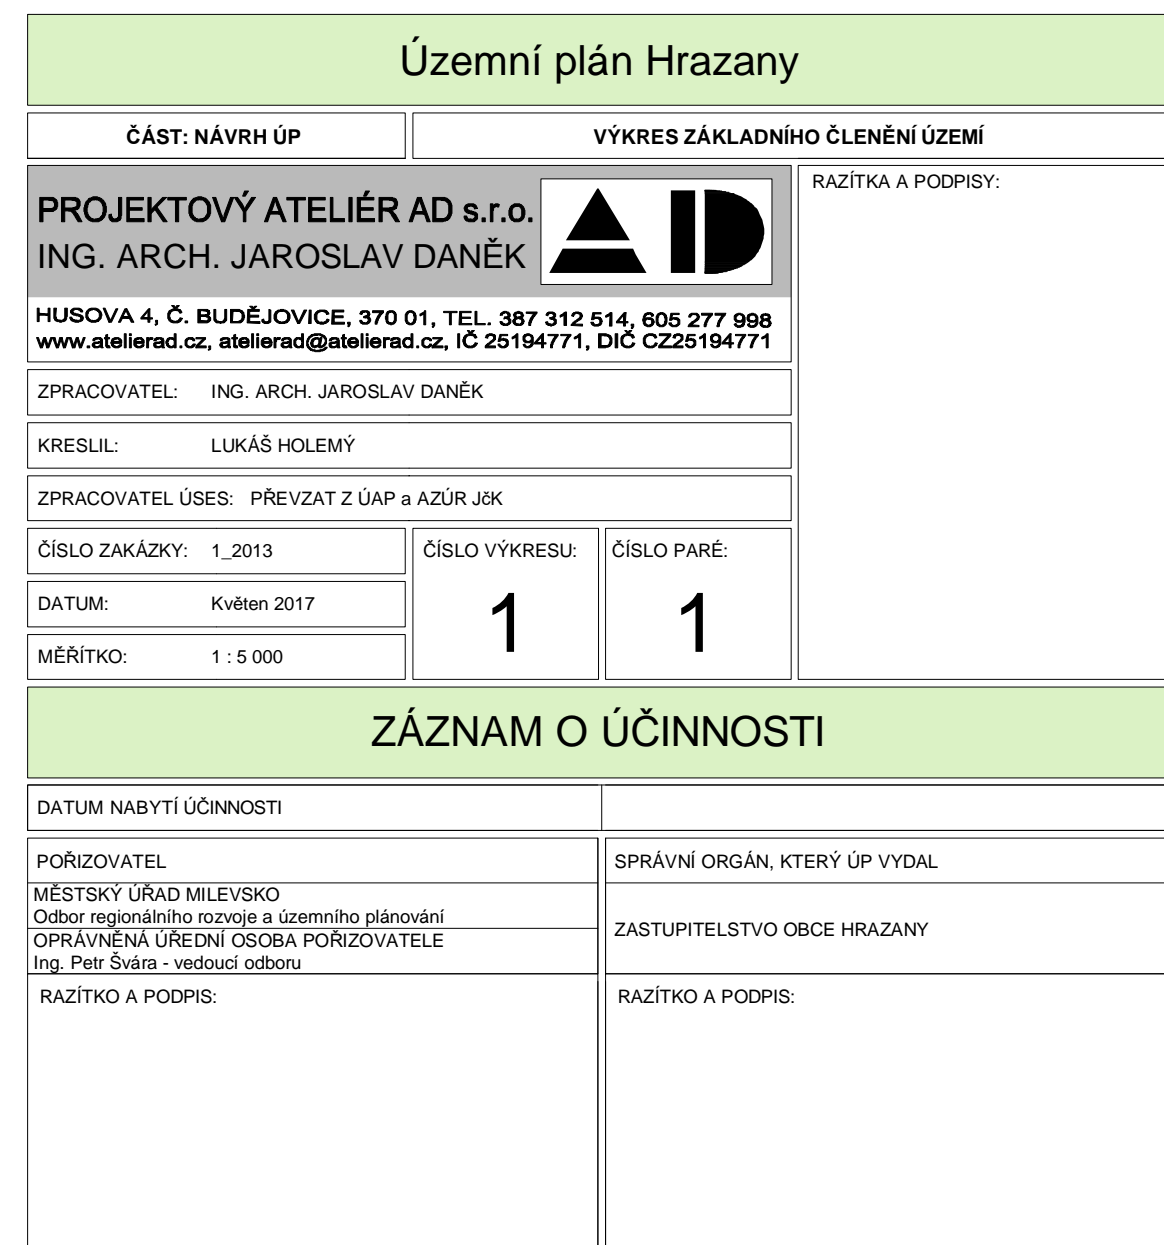 Územní plán Hrazany
ČÁST: NÁVRH ÚP
VÝKRES ZÁKLADNÍHO ČLENĚNÍ ÚZEMÍ
PROJEKTOVÝ ATELIÉR AD s.r.o.
ING. ARCH. JAROSLAV DANĚK
AD
HUSOVA 4, Č. BUDĚJOVICE, 370 01, TEL. 387 312 514, 605 277 998
www.atelierad.cz, atelierad@atelierad.cz, IČ 25194771, DIČ CZ25194771
RAZÍTKA A PODPISY:
ZPRACOVATEL: ING. ARCH. JAROSLAV DANĚK
KRESLIL: LUKÁŠ HOLEMÝ
ZPRACOVATEL ÚSES: PŘEVZAT Z ÚAP a AZÚR JčK
ČÍSLO ZAKÁZKY: 1_2013
DATUM: Květen 2017
MĚŘÍTKO: 1 : 5 000
ČÍSLO VÝKRESU:
1
ČÍSLO PARÉ:
1
ZÁZNAM O ÚČINNOSTI
DATUM NABYTÍ ÚČINNOSTI
POŘIZOVATEL
MĚSTSKÝ ÚŘAD MILEVSKO
Odbor regionálního rozvoje a územního plánování
OPRÁVNĚNÁ ÚŘEDNÍ OSOBA POŘIZOVATELE
Ing. Petr Švára - vedoucí odboru
RAZÍTKO A PODPIS:
SPRÁVNÍ ORGÁN, KTERÝ ÚP VYDAL
ZASTUPITELSTVO OBCE HRAZANY
RAZÍTKO A PODPIS: